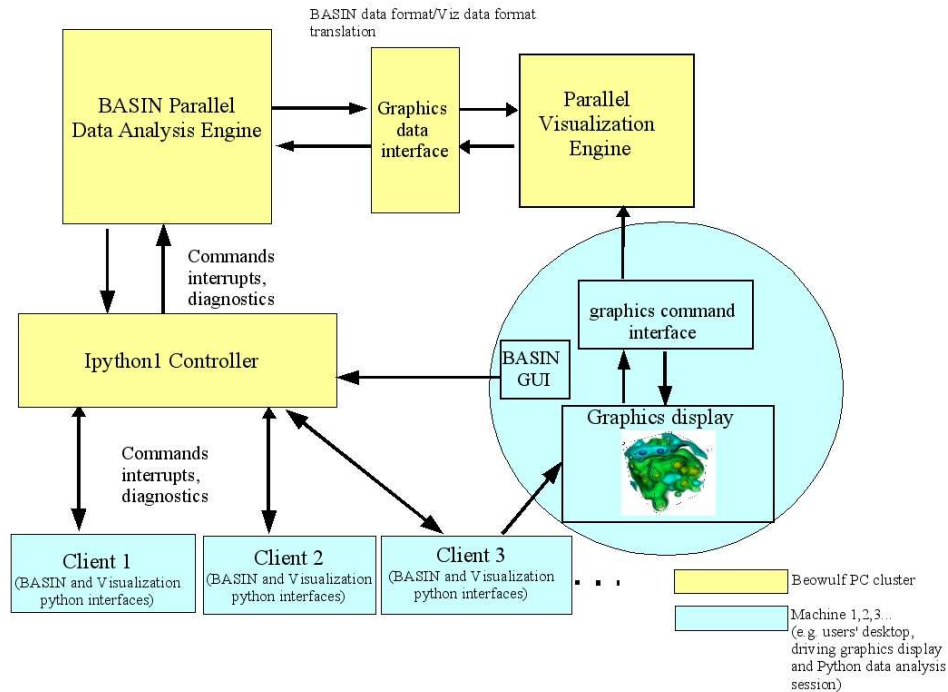 BASIN data format/Viz data format
translation
BASIN Parallel
Data Analysis Engine
Graphics
data
interface
Parallel
Visualization
Engine
Commands
interrupts,
diagnostics
graphics command
interface
Ipython1 Controller
BASIN
GUI
Graphics display
Commands
interrupts,
diagnostics
Client 1
(BASIN and Visualization
python interfaces)
Client 2
(BASIN and Visualization
python interfaces)
Client 3
(BASIN and Visualization
python interfaces)
. . .
Beowulf PC cluster
Machine 1,2,3...
(e.g. users' desktop,
driving graphics display
and Python data analysis
session)